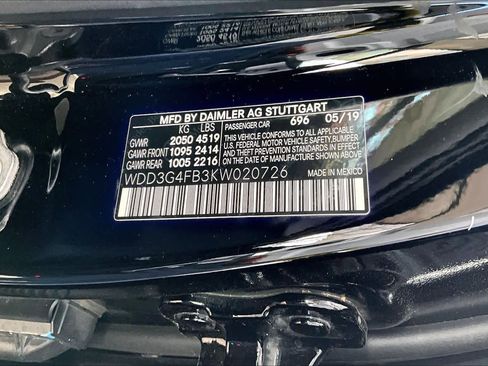 MFD BY DAIMLER AG STUTTGART
KG LBS PASSENGER CAR 696 05/19
GVWR 2050 4519
GAWR FRONT 1095 2414
GAWR REAR 1005 2216
THIS VEHICLE CONFORMS TO ALL APPLICABLE
U.S. FEDERAL MOTOR VEHICLE SAFETY, BUMPER
AND THEFT PREVENTION STANDARDS IN EFFECT
ON THE DATE OF MANUFACTURE SHOWN ABOVE.
WDD3G4FB3KW020726 MADE IN MEXICO